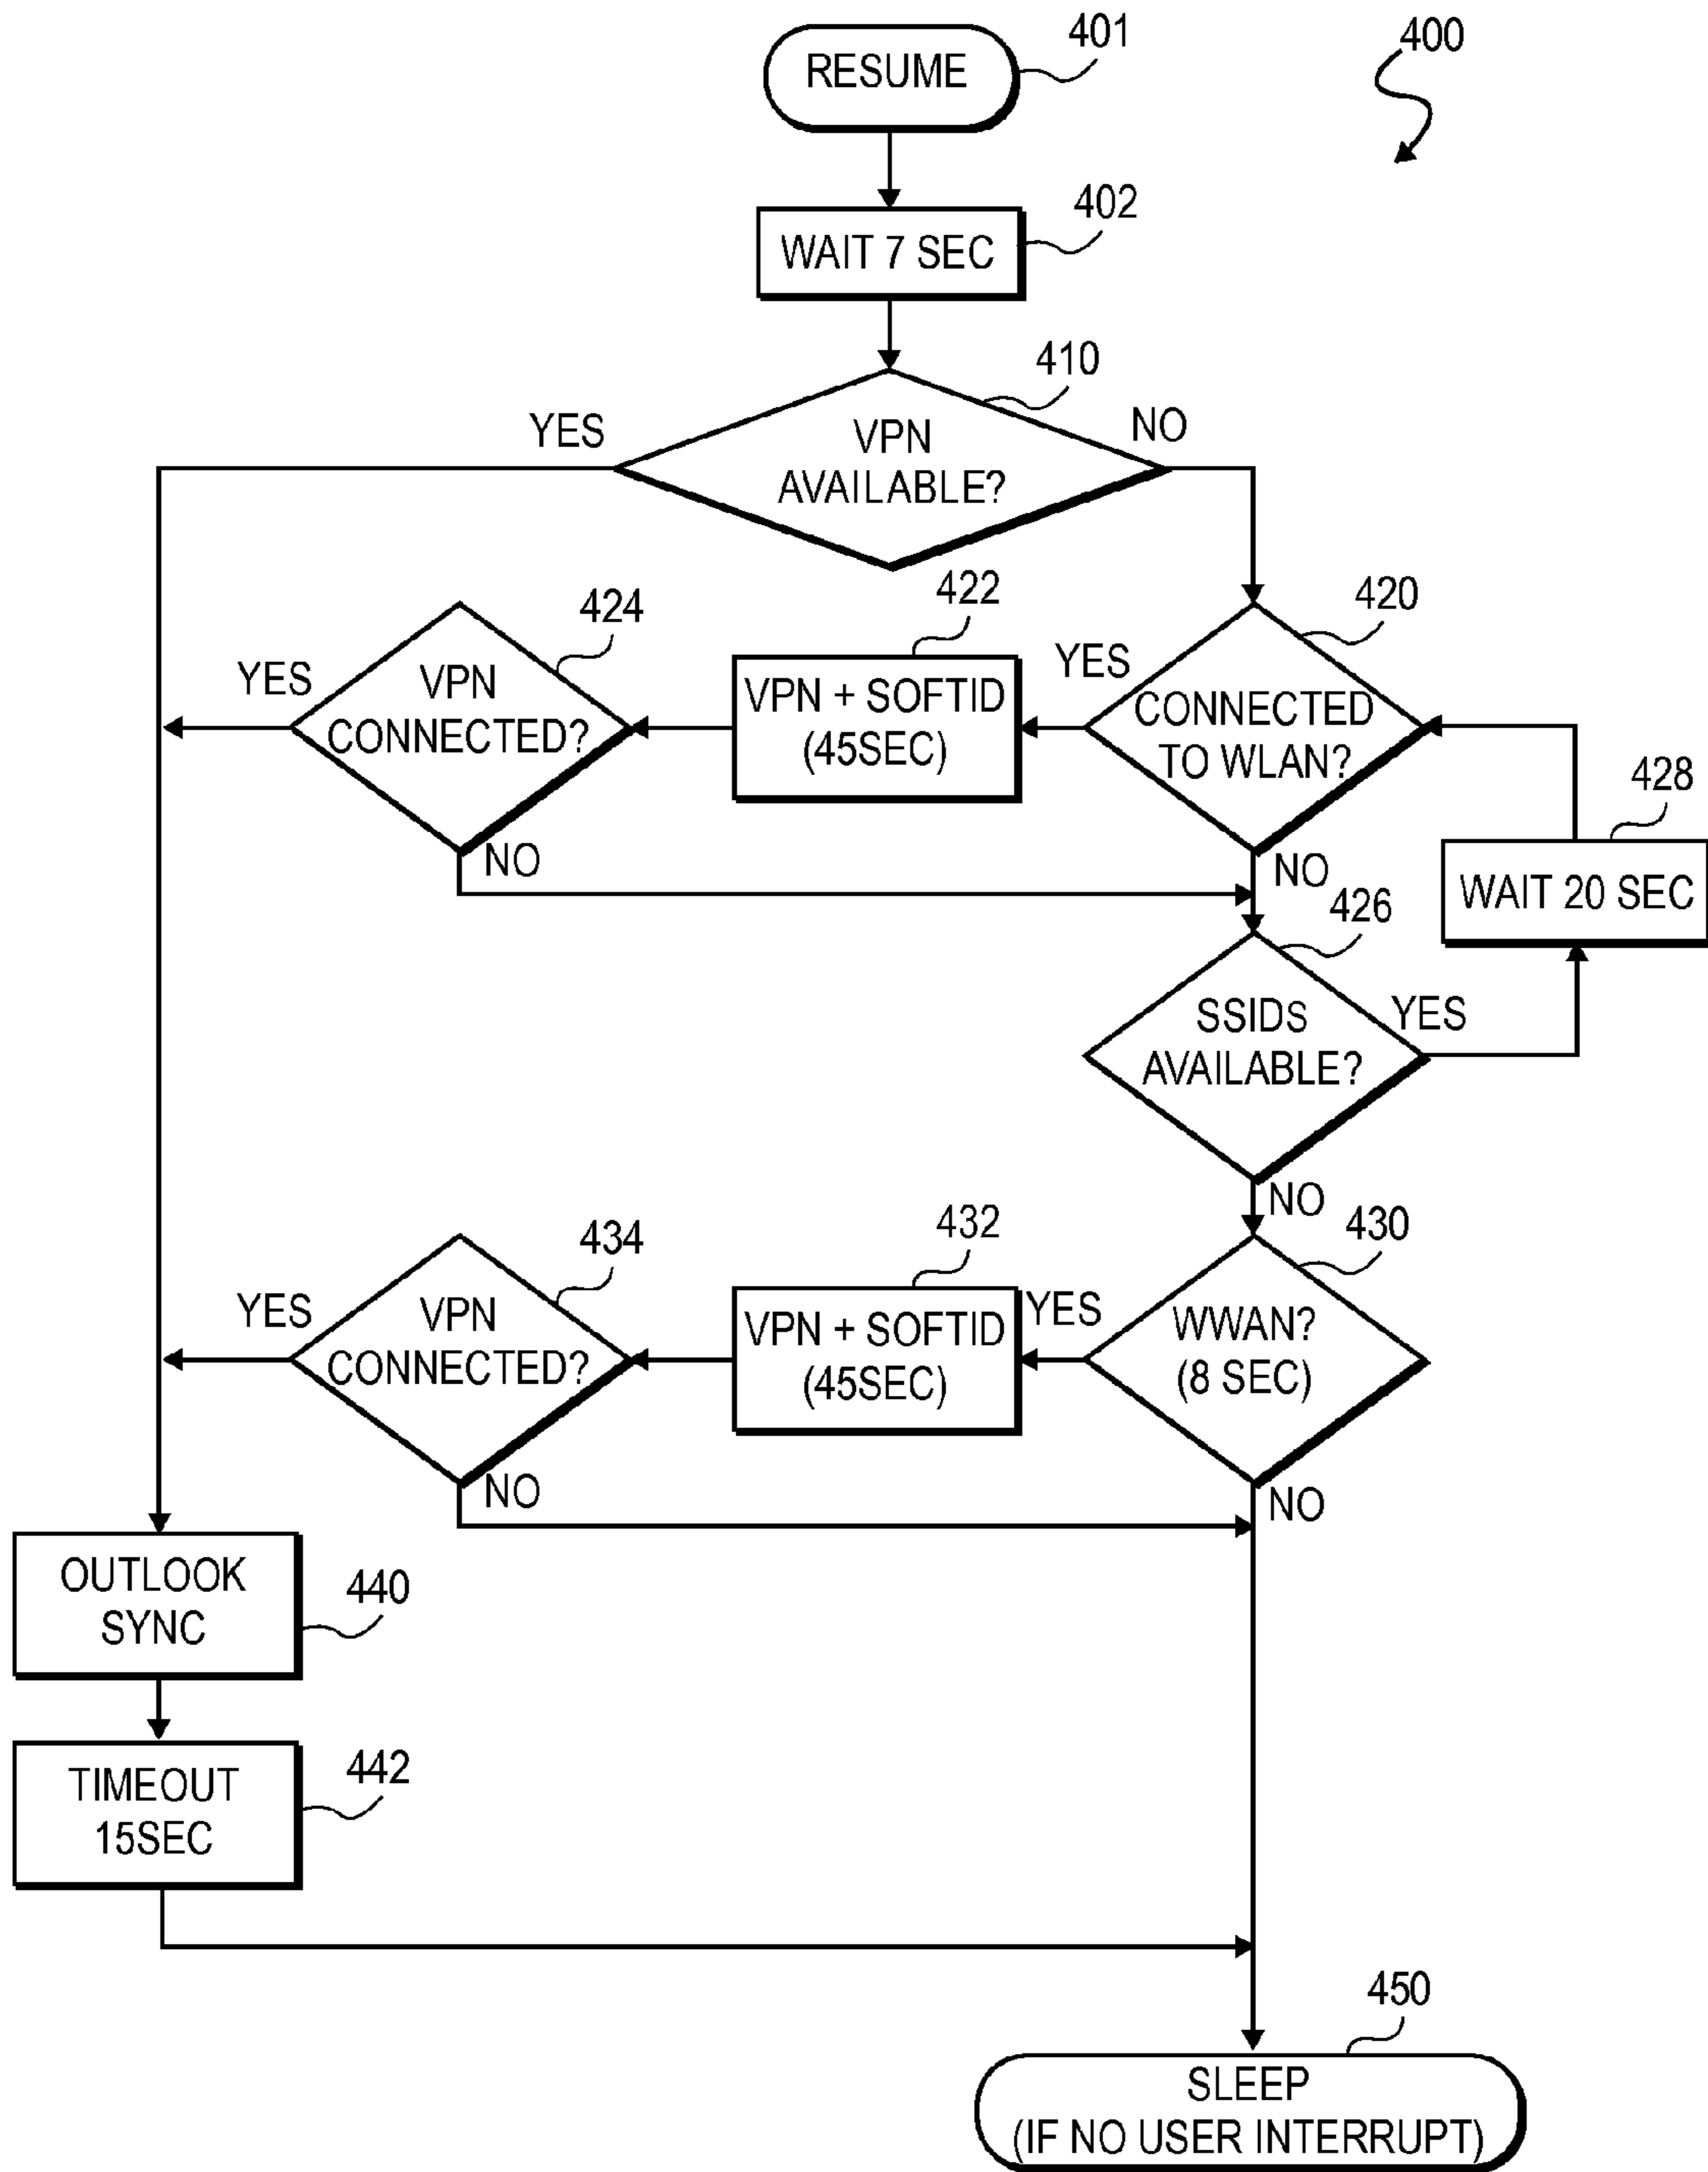 401
400
RESUME
402
WAIT 7 SEC
410
YES
NO
VPN
AVAILABLE?
424
422
420
YES
VPN
CONNECTED?
VPN + SOFTID
(45SEC)
YES
CONNECTED
TO WLAN?
428
NO
NO
WAIT 20 SEC
426
SSIDS
AVAILABLE?
YES
NO
434
432
430
YES
VPN
CONNECTED?
VPN + SOFTID
(45SEC)
YES
WWAN?
(8 SEC)
NO
NO
OUTLOOK
SYNC
440
TIMEOUT
15SEC
442
450
SLEEP
(IF NO USER INTERRUPT)